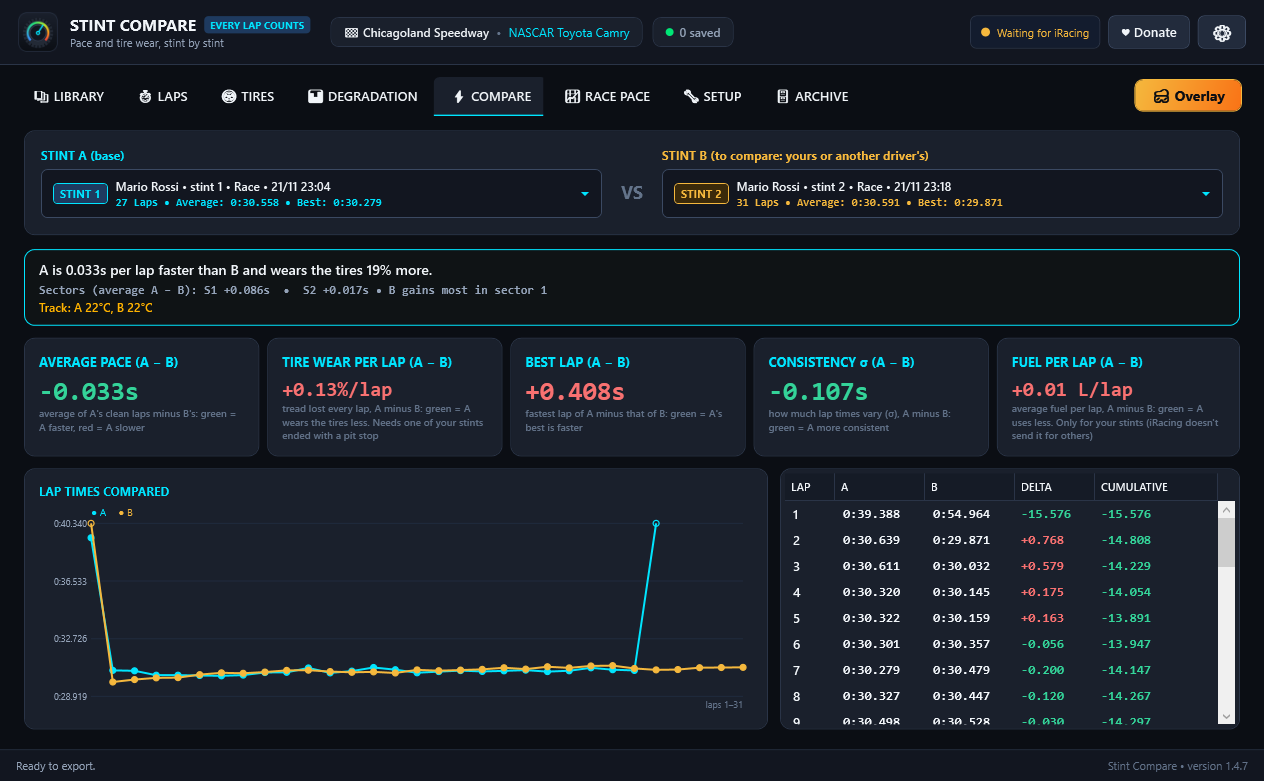 STINT COMPARE EVERY LAP COUNTS
Pace and tire wear, stint by stint
Chicagoland Speedway • NASCAR Toyota Camry
0 saved
Waiting for iRacing
Donate
LIBRARY
LAPS
TIRES
DEGRADATION
COMPARE
RACE PACE
SETUP
ARCHIVE
Overlay
STINT A (base)
STINT 1
Mario Rossi • stint 1 • Race • 21/11 23:04
27 Laps • Average: 0:30.558 • Best: 0:30.279
VS
STINT B (to compare: yours or another driver's)
STINT 2
Mario Rossi • stint 2 • Race • 21/11 23:18
31 Laps • Average: 0:30.591 • Best: 0:29.871
A is 0.033s per lap faster than B and wears the tires 19% more.
Sectors (average A − B): S1 +0.086s • S2 +0.017s • B gains most in sector 1
Track: A 22°C, B 22°C
AVERAGE PACE (A − B)
-0.033s
average of A's clean laps minus B's: green =
A faster, red = A slower
TIRE WEAR PER LAP (A − B)
+0.13%/lap
tread lost every lap, A minus B: green = A
wears the tires less. Needs one of your stints
ended with a pit stop
BEST LAP (A − B)
+0.408s
fastest lap of A minus that of B: green = A's
best is faster
CONSISTENCY σ (A − B)
-0.107s
how much lap times vary (σ), A minus B:
green = A more consistent
FUEL PER LAP (A − B)
+0.01 L/lap
average fuel per lap, A minus B: green = A
uses less. Only for your stints (iRacing doesn't
send it for others)
LAP TIMES COMPARED
A B
0:40.340
0:36.533
0:32.726
0:28.919
laps 1–31
LAP A B DELTA CUMULATIVE
1 0:39.388 0:54.964 -15.576 -15.576
2 0:30.639 0:29.871 +0.768 -14.808
3 0:30.611 0:30.032 +0.579 -14.229
4 0:30.320 0:30.145 +0.175 -14.054
5 0:30.322 0:30.159 +0.163 -13.891
6 0:30.301 0:30.357 -0.056 -13.947
7 0:30.279 0:30.479 -0.200 -14.147
8 0:30.327 0:30.447 -0.120 -14.267
9 0:30.498 0:30.528 -0.030 -14.297
Ready to export.
Stint Compare • version 1.4.7